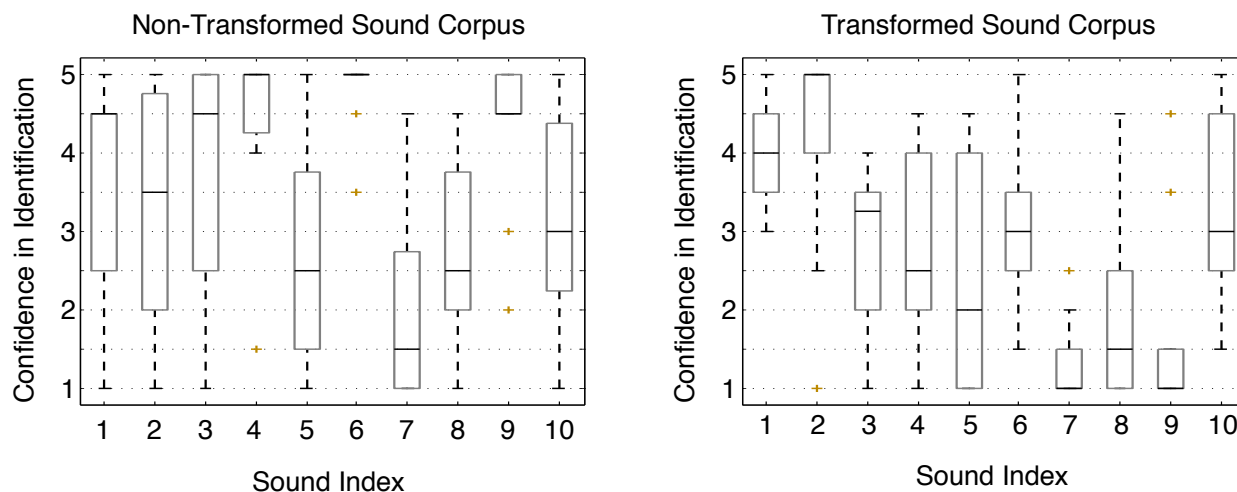 Non-Transformed Sound Corpus
Confidence in Identification
5
4
3
2
1
1 2 3 4 5 6 7 8 9 10
Sound Index
Transformed Sound Corpus
Confidence in Identification
5
4
3
2
1
1 2 3 4 5 6 7 8 9 10
Sound Index